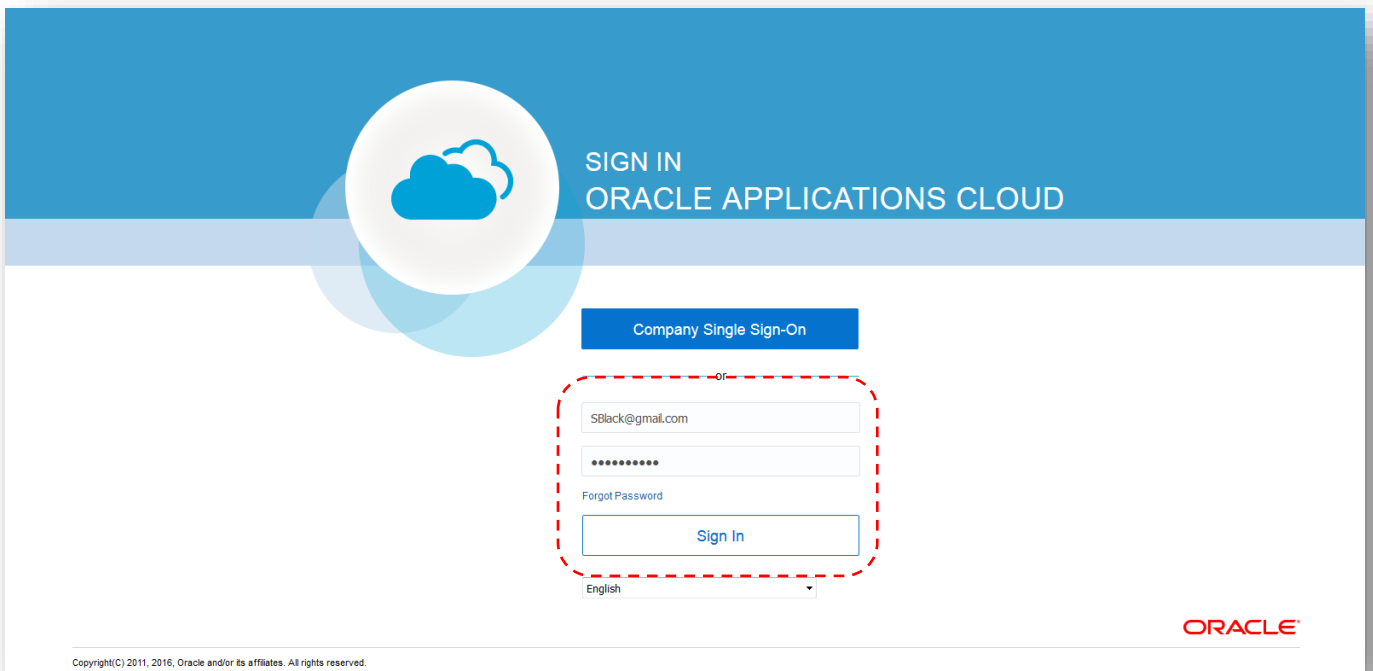 SIGN IN
ORACLE APPLICATIONS CLOUD
Company Single Sign-On
or
SBlack@gmail.com
••••••••••
Forgot Password
Sign In
English
ORACLE
Copyright(C) 2011, 2016, Oracle and/or its affiliates. All rights reserved.